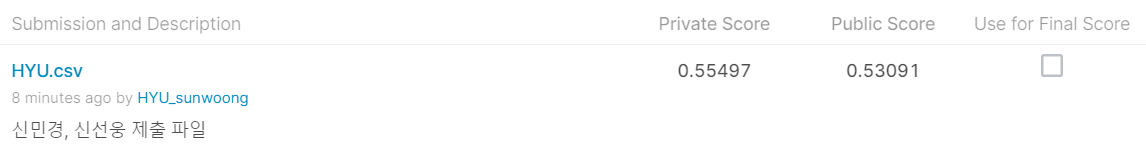 Submission and Description Private Score Public Score Use for Final Score
HYU.csv 0.55497 0.53091
8 minutes ago by HYU_sunwoong
신민경, 신선웅 제출 파일